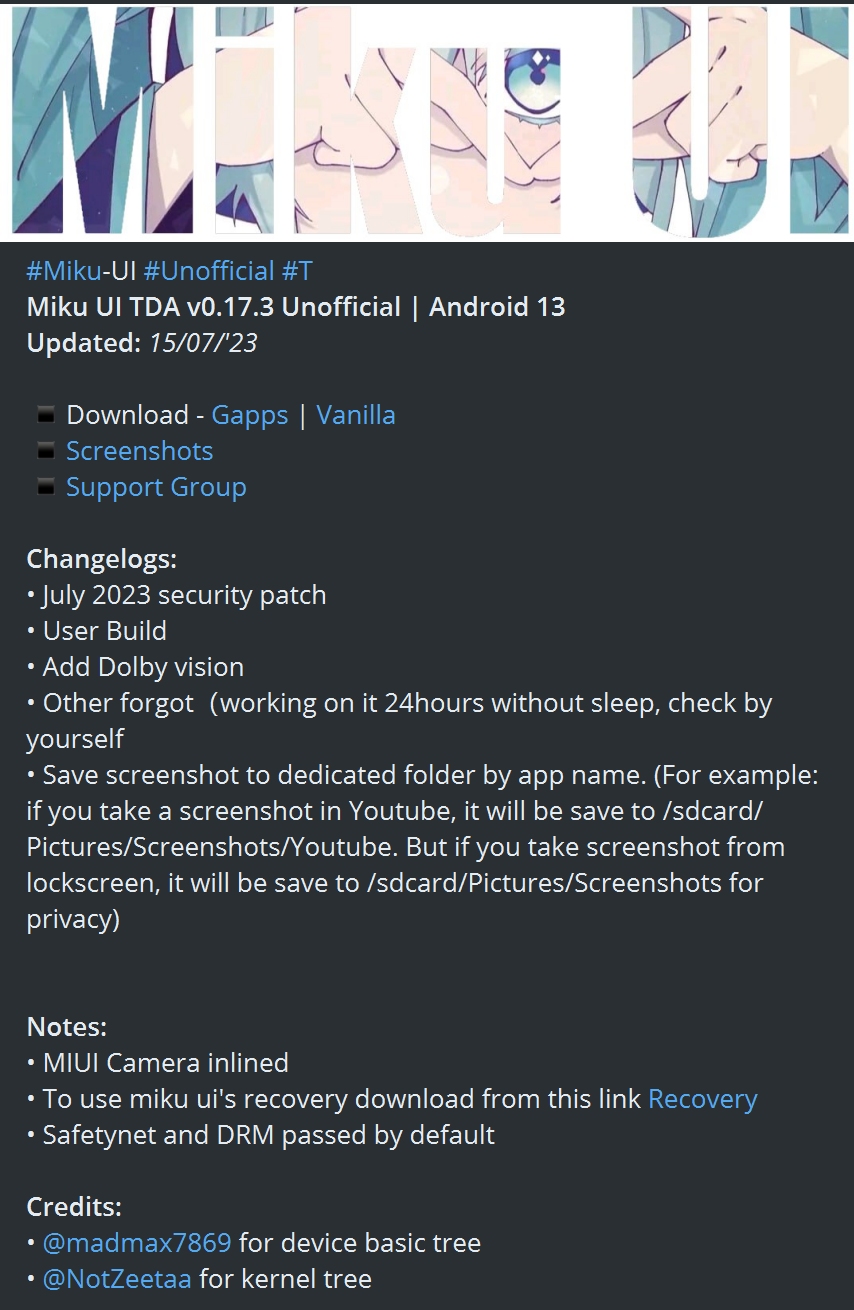 Miku UI
#Miku-UI #Unofficial #T
Miku UI TDA v0.17.3 Unofficial | Android 13
Updated: 15/07/'23
Download - Gapps | Vanilla
Screenshots
Support Group
Changelogs:
• July 2023 security patch
• User Build
• Add Dolby vision
• Other forgot（working on it 24hours without sleep, check by
yourself
• Save screenshot to dedicated folder by app name. (For example:
if you take a screenshot in Youtube, it will be save to /sdcard/
Pictures/Screenshots/Youtube. But if you take screenshot from
lockscreen, it will be save to /sdcard/Pictures/Screenshots for
privacy)
Notes:
• MIUI Camera inlined
• To use miku ui's recovery download from this link Recovery
• Safetynet and DRM passed by default
Credits:
• @madmax7869 for device basic tree
• @NotZeetaa for kernel tree